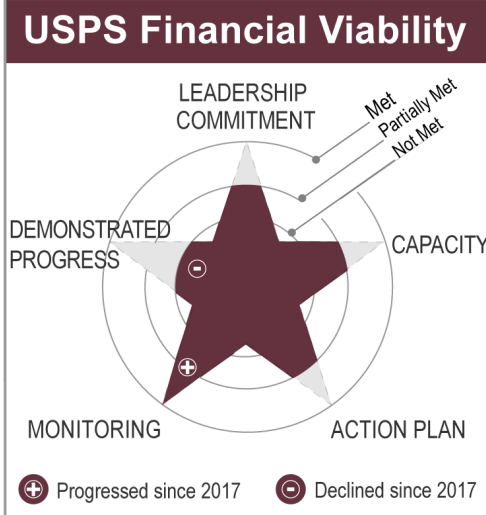 USPS Financial Viability
LEADERSHIP
COMMITMENT
Met
Partially Met
Not Met
DEMONSTRATED
PROGRESS
CAPACITY
-
+
MONITORING
ACTION PLAN
+ Progressed since 2017
- Declined since 2017